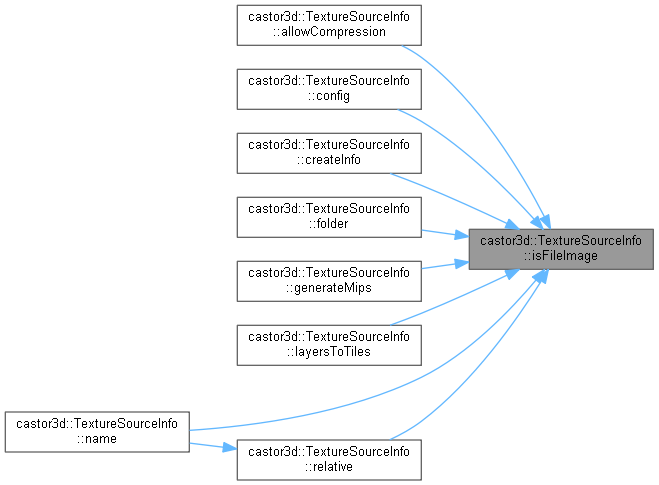 castor3d::TextureSourceInfo
::allowCompression
castor3d::TextureSourceInfo
::config
castor3d::TextureSourceInfo
::createInfo
castor3d::TextureSourceInfo
::folder
castor3d::TextureSourceInfo
::isFileImage
castor3d::TextureSourceInfo
::generateMips
castor3d::TextureSourceInfo
::layersToTiles
castor3d::TextureSourceInfo
::name
castor3d::TextureSourceInfo
::relative